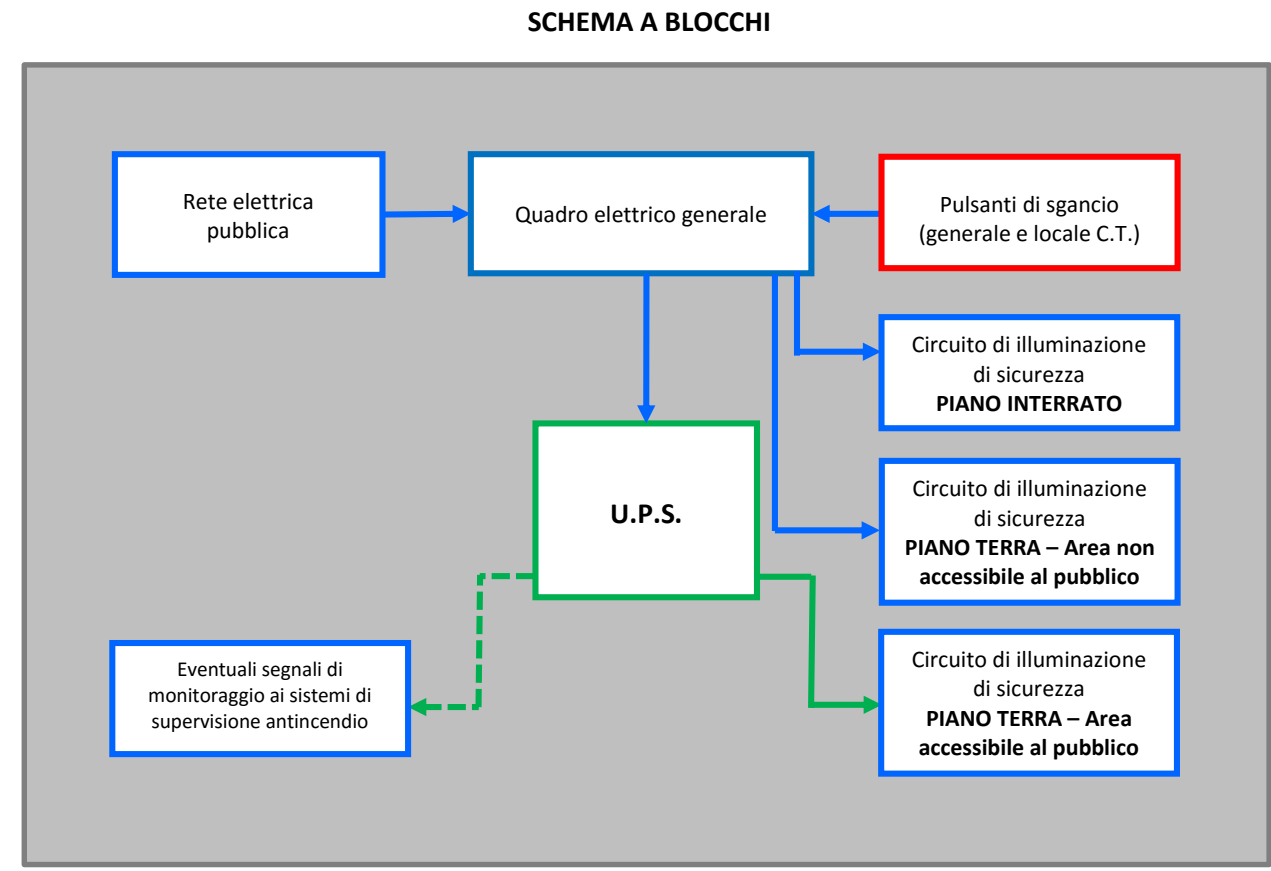 SCHEMA A BLOCCHI
Rete elettrica
pubblica
Quadro elettrico generale
Pulsanti di sgancio
(generale e locale C.T.)
Circuito di illuminazione
di sicurezza
PIANO INTERRATO
U.P.S.
Circuito di illuminazione
di sicurezza
PIANO TERRA – Area non
accessibile al pubblico
Eventuali segnali di
monitoraggio ai sistemi di
supervisione antincendio
Circuito di illuminazione
di sicurezza
PIANO TERRA – Area
accessibile al pubblico